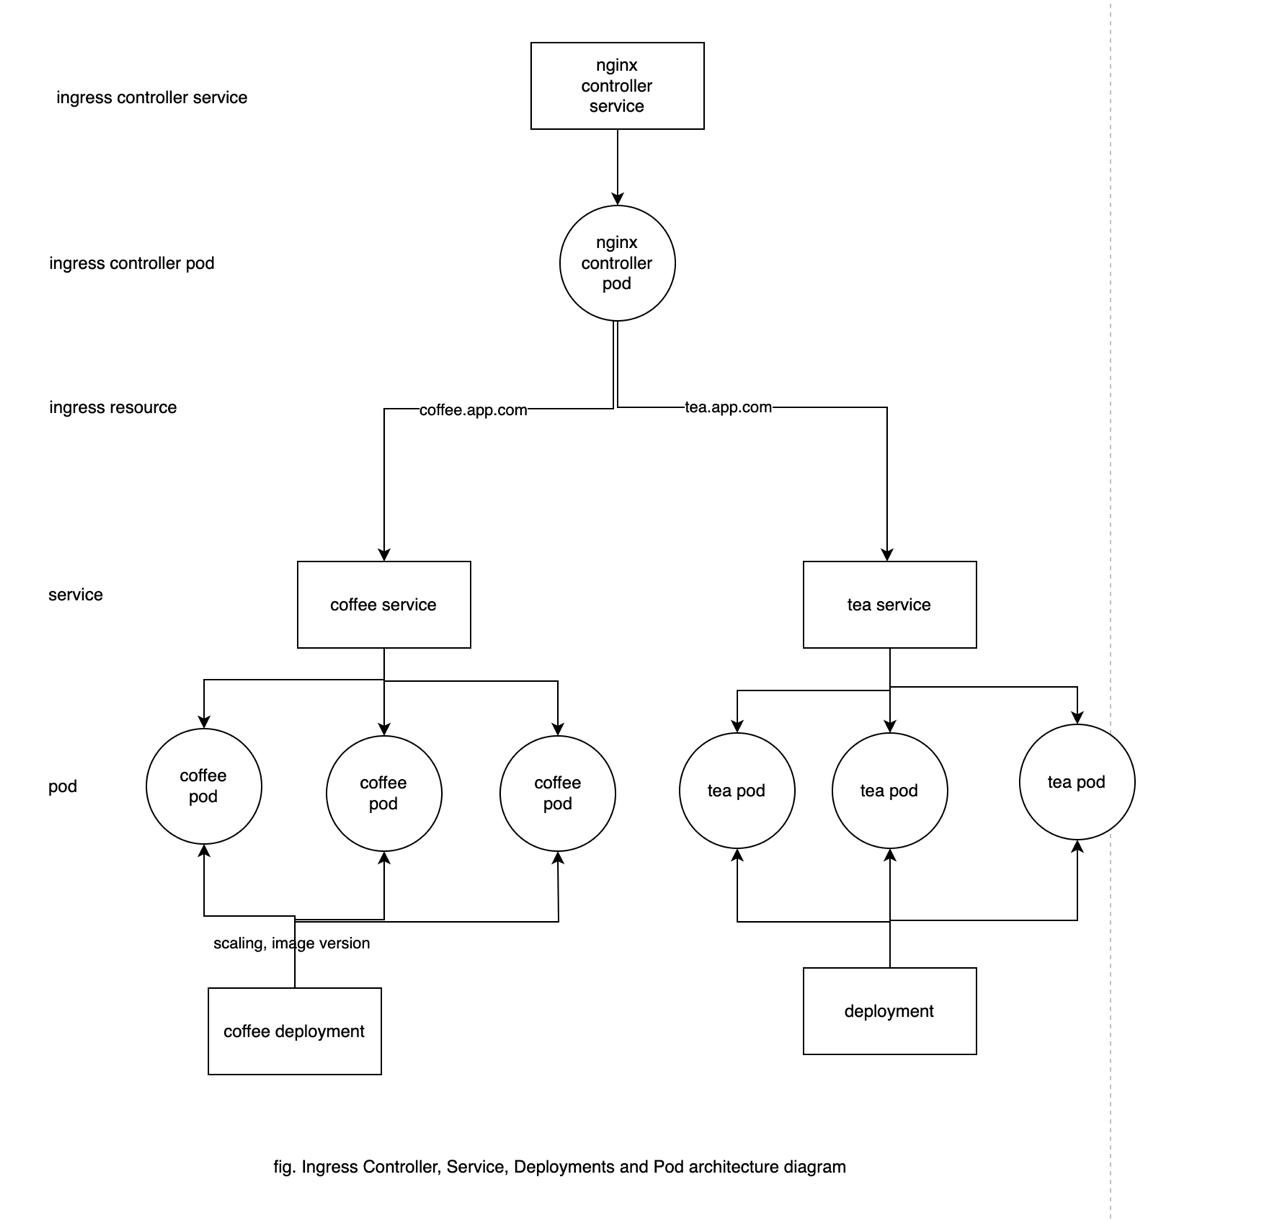 nginx
controller
service
ingress controller service
nginx
controller
pod
ingress controller pod
ingress resource
coffee.app.com
tea.app.com
service
coffee service
tea service
pod
coffee
pod
coffee
pod
coffee
pod
tea pod
tea pod
tea pod
scaling, image version
coffee deployment
deployment
fig. Ingress Controller, Service, Deployments and Pod architecture diagram